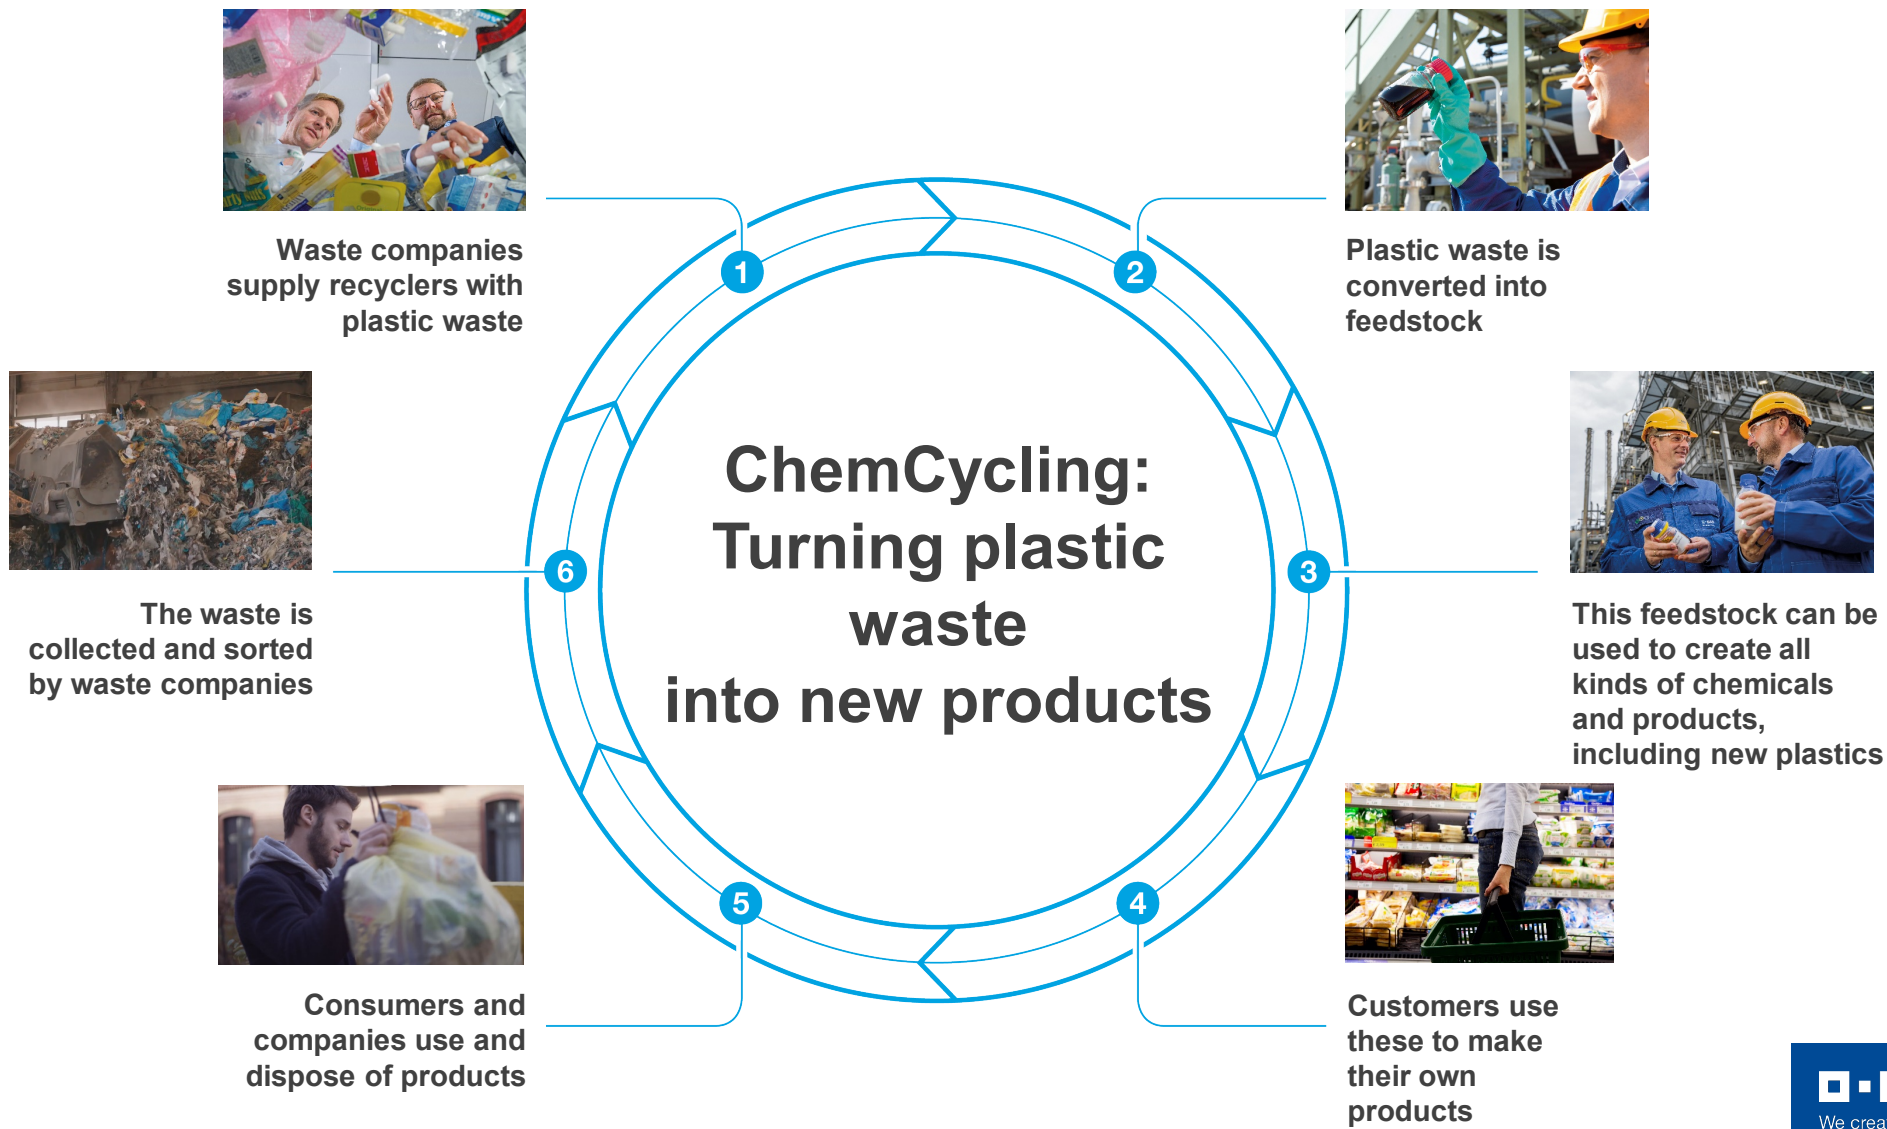 Waste companies
supply recyclers with
plastic waste
1
2
Plastic waste is
converted into
feedstock
ChemCycling:
Turning plastic
waste
into new products
6
3
The waste is
collected and sorted
by waste companies
This feedstock can be
used to create all
kinds of chemicals
and products,
including new plastics
5
4
Consumers and
companies use and
dispose of products
Customers use
these to make
their own
products
We crea